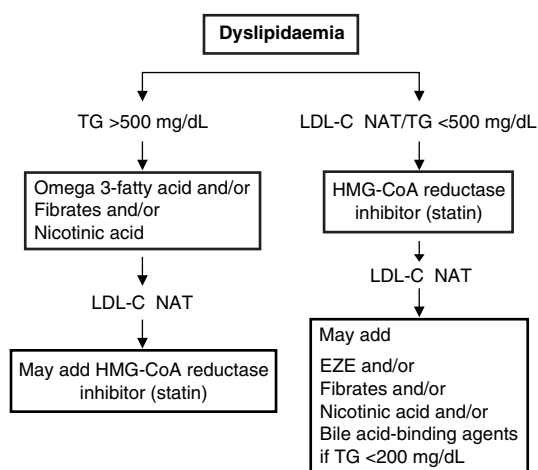 Dyslipidaemia
TG >500 mg/dL
LDL-C NAT/TG <500 mg/dL
Omega 3-fatty acid and/or
Fibrates and/or
Nicotinic acid
HMG-CoA reductase
inhibitor (statin)
LDL-C NAT
LDL-C NAT
May add HMG-CoA reductase
inhibitor (statin)
May add
EZE and/or
Fibrates and/or
Nicotinic acid and/or
Bile acid-binding agents
if TG <200 mg/dL